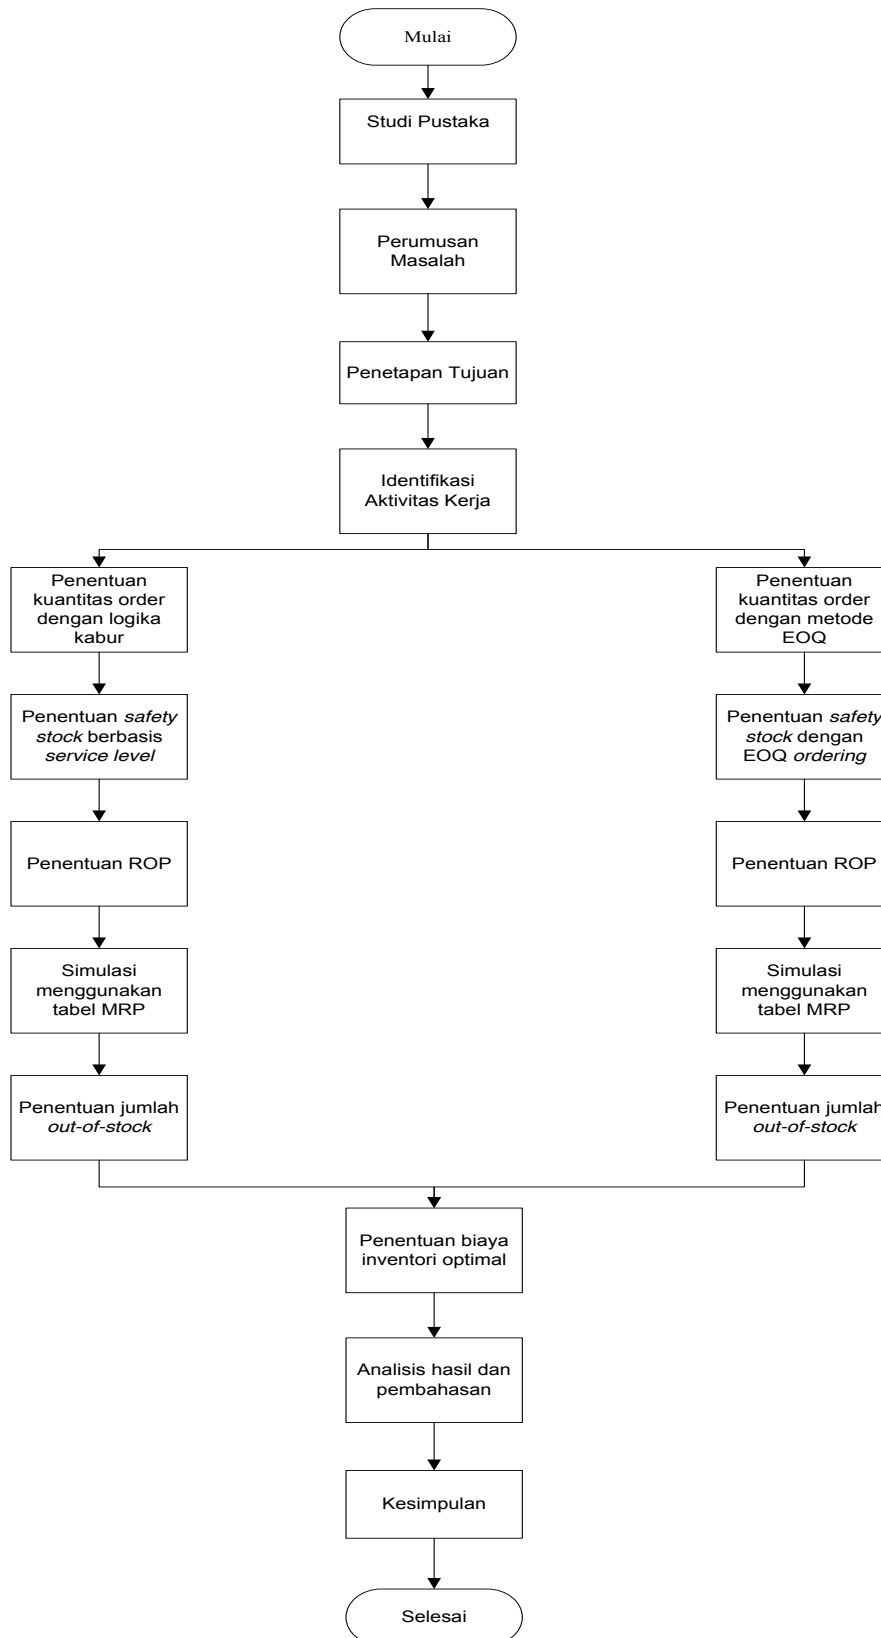 Mulai
Studi Pustaka
Perumusan
Masalah
Penetapan Tujuan
Identifikasi
Aktivitas Kerja
Penentuan
kuantitas order
dengan logika
kabur
Penentuan safety
stock berbasis
service level
Penentuan ROP
Simulasi
menggunakan
tabel MRP
Penentuan jumlah
out-of-stock
Penentuan
kuantitas order
dengan metode
EOQ
Penentuan safety
stock dengan
EOQ ordering
Penentuan ROP
Simulasi
menggunakan
tabel MRP
Penentuan jumlah
out-of-stock
Penentuan biaya
inventori optimal
Analisis hasil dan
pembahasan
Kesimpulan
Selesai